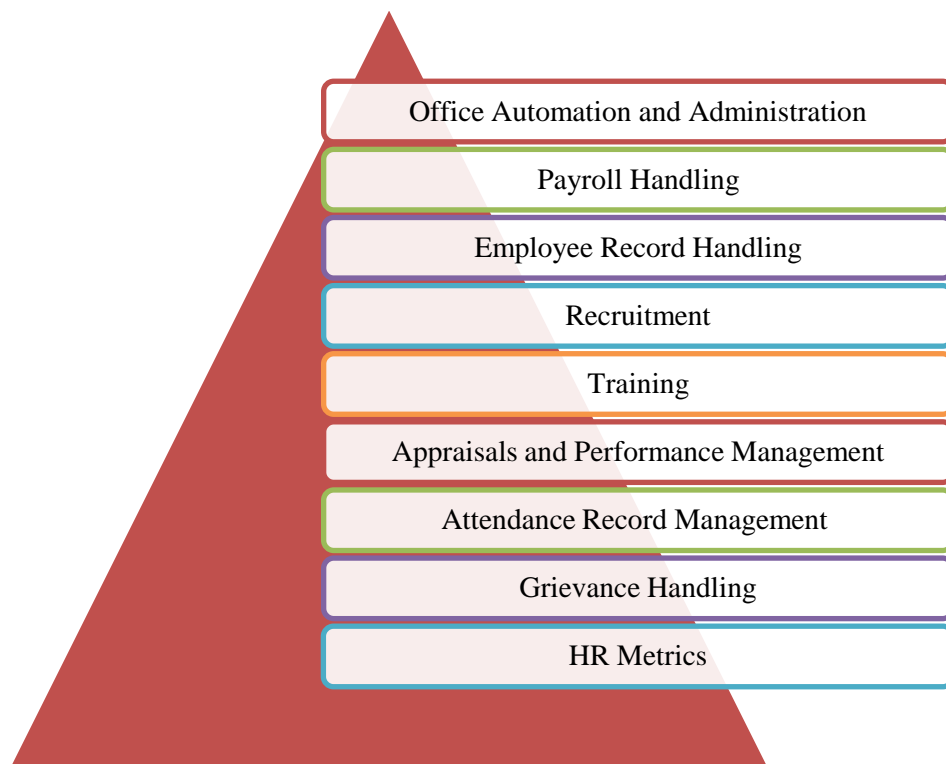 Office Automation and Administration
Payroll Handling
Employee Record Handling
Recruitment
Training
Appraisals and Performance Management
Attendance Record Management
Grievance Handling
HR Metrics